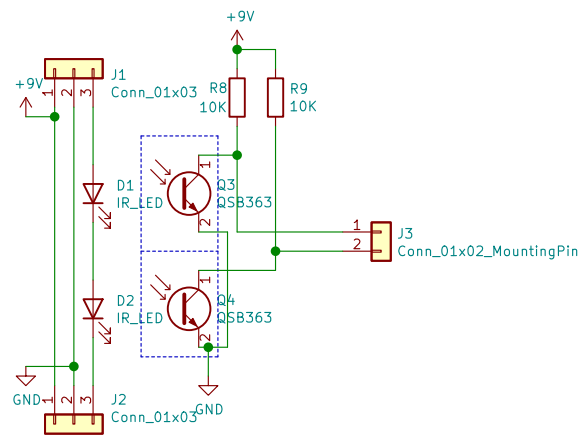 +9V
J1
+9V
Conn_01x03
1
2
3
R8
10K
R9
10K
D1
IR_LED
1
Q3
QSB363
2
1
2
J3
Conn_01x02_MountingPin
D2
IR_LED
1
Q4
QSB363
2
GND
GND
1
2
3
J2
Conn_01x03